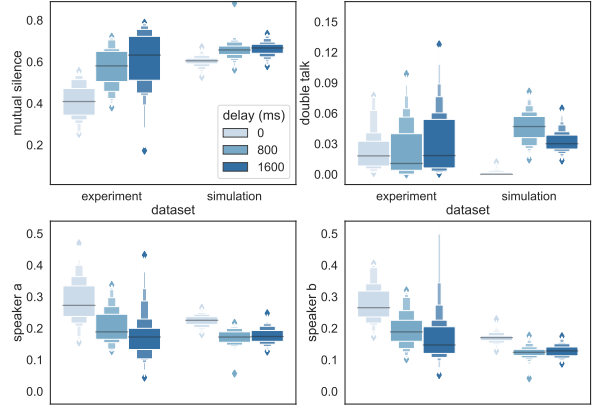 0.8
0.6
0.4
0.2
mutual silence
delay (ms)
0
800
1600
experiment
simulation
dataset
0.15
0.12
0.09
0.06
0.03
0.00
double talk
experiment
simulation
dataset
0.5
0.4
0.3
0.2
0.1
0.0
speaker a
0.5
0.4
0.3
0.2
0.1
0.0
speaker b